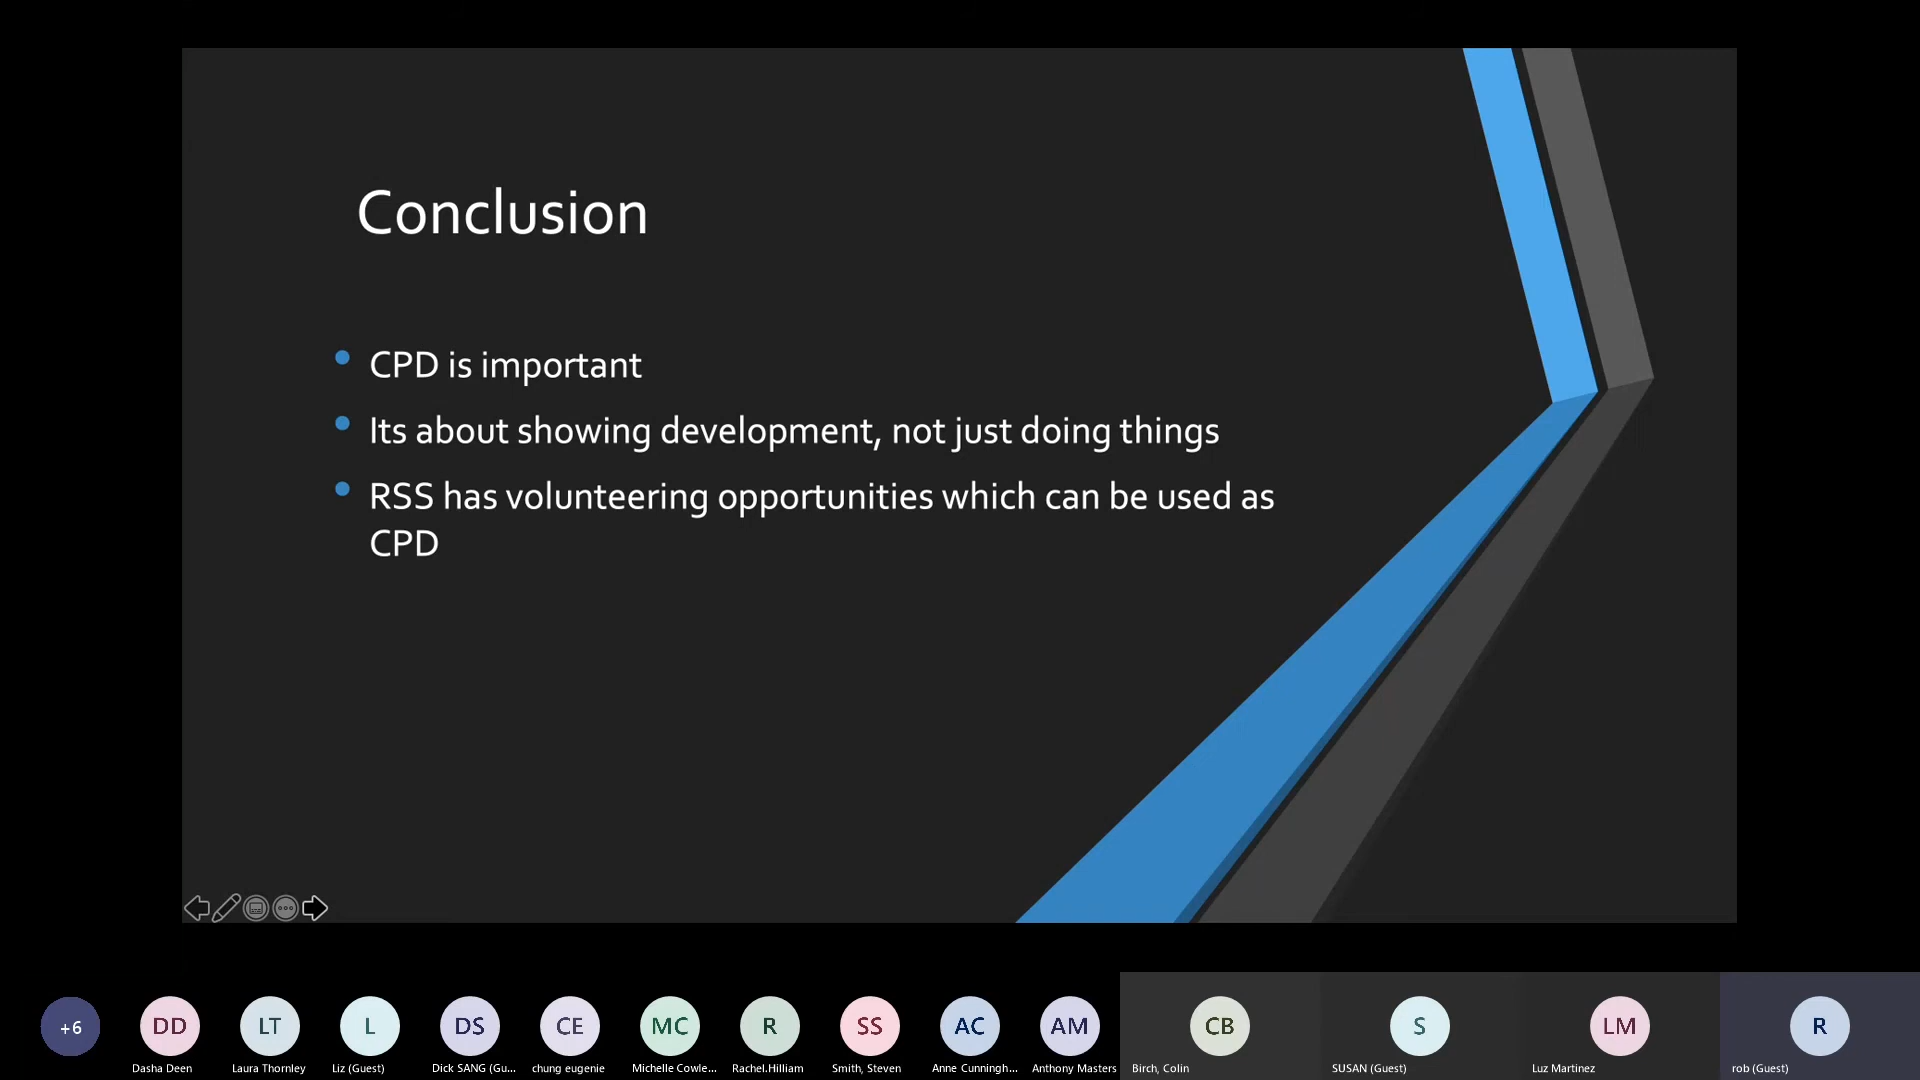 Conclusion
CPD is important
Its about showing development, not just doing things
RSS has volunteering opportunities which can be used as
CPD
+6
DD
LT
L
DS
CE
MC
R
SS
AC
AM
CB
S
LM
R
Dasha Deen
Laura Thornley
Liz (Guest)
Dick SANG (Gu...
chung eugenie
Michelle Cowle...
Rachel.Hilliam
Smith, Steven
Anne Cunningh...
Anthony Masters
Birch, Colin
SUSAN (Guest)
Luz Martinez
rob (Guest)